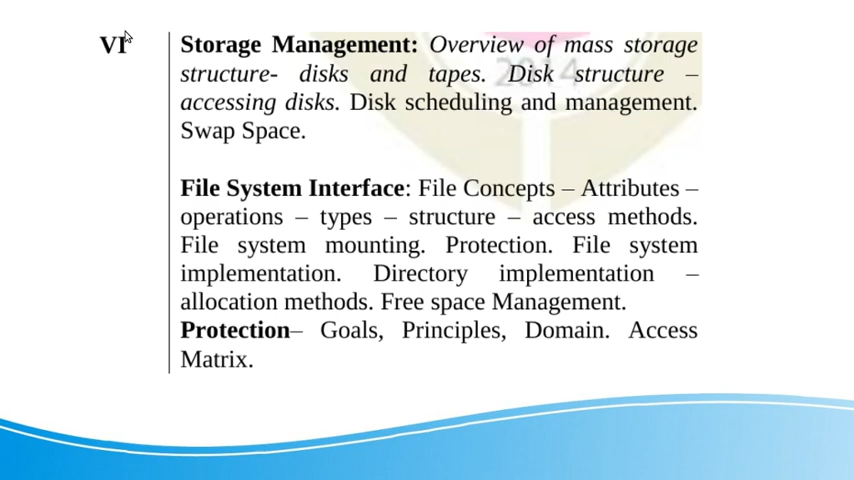 VI
Storage Management: Overview of mass storage
structure- disks and tapes. Disk structure –
accessing disks. Disk scheduling and management.
Swap Space.
File System Interface: File Concepts – Attributes –
operations – types – structure – access methods.
File system mounting. Protection. File system
implementation. Directory implementation –
allocation methods. Free space Management.
Protection– Goals, Principles, Domain. Access
Matrix.
2014